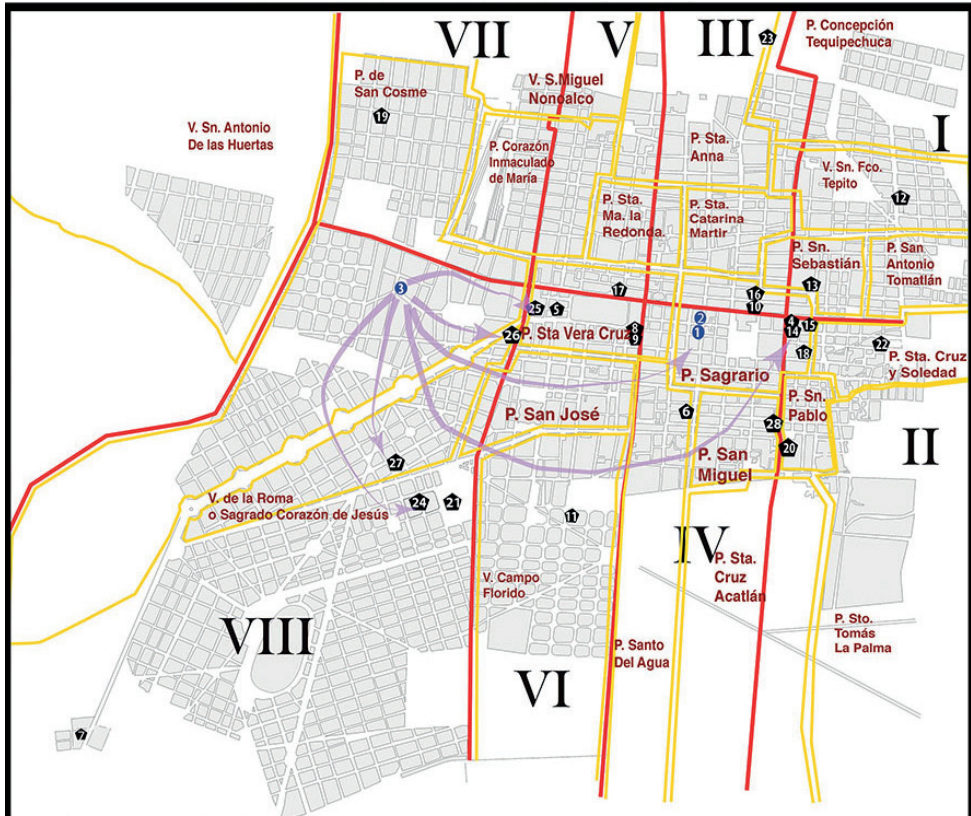 VII
V
III
23
P. Concepción
Tequipechuca
P. de
San Cosme
19
V. S.Miguel
Nonoalco
I
V. Sn. Antonio
De las Huertas
P. Corazón
Inmaculado
de María
P. Sta.
Anna
V. Sn. Fco.
Tepito
12
P. Sta.
Ma. la
Redonda.
P. Sta.
Catarina
Martir
P. Sn.
Sebastián
P. San
Antonio
Tomatlán
3
17
16
10
13
25
5
26
P. Sta Vera Cruz
8
9
2
1
4
14
15
18
22
P. Sta. Cruz
y Soledad
P. Sagrario
P. San José
6
P. Sn.
Pablo
28
20
II
P. San
Miguel
27
V. de la Roma
o Sagrado Corazón de Jesús
24
21
11
IV
P. Sta.
Cruz
Acatlán
V. Campo
Florido
VIII
P. Santo
Del Agua
P. Sto.
Tomás
La Palma
VI
7